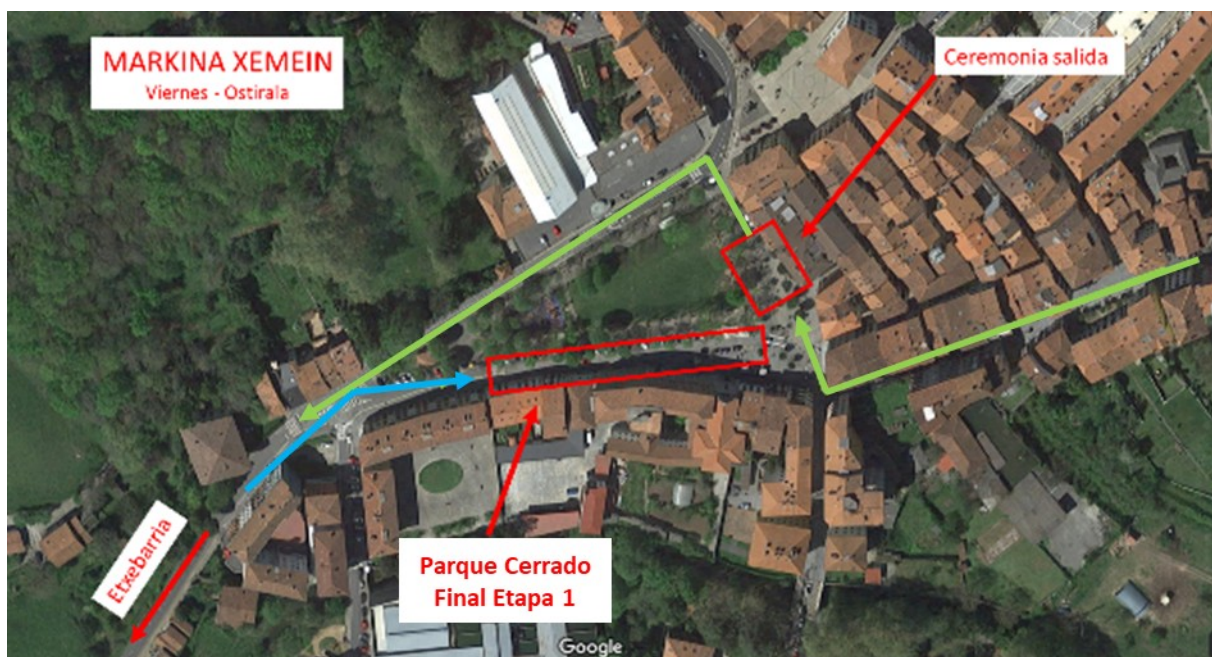 MARKINA XEMEIN
Viernes - Ostirala
Ceremonia salida
Etxebarria
Parque Cerrado
Final Etapa 1
Google